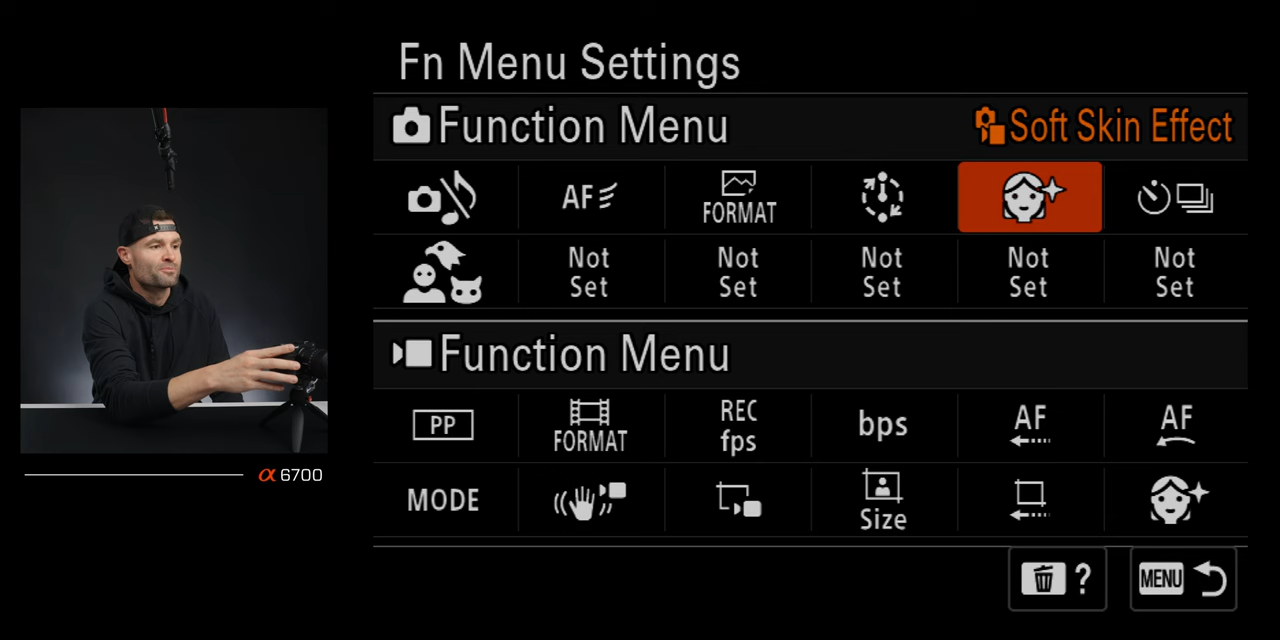 Fn Menu Settings
Function Menu
Soft Skin Effect
AF
FORMAT
Not Set
Not Set
Not Set
Not Set
Not Set
Function Menu
PP
FORMAT
REC fps
bps
AF
AF
MODE
Size
MENU
?
α 6700